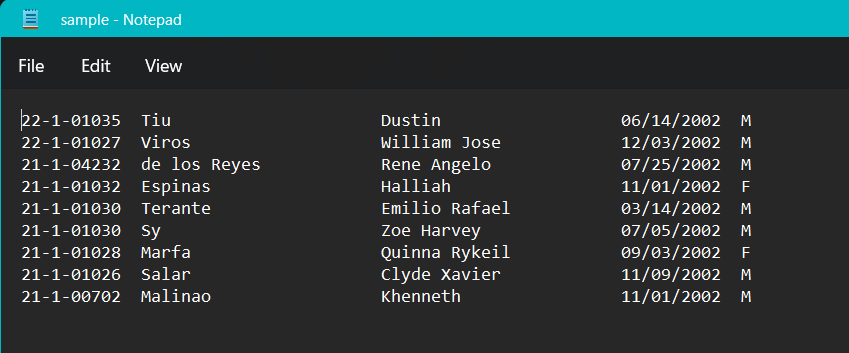 sample - Notepad
File Edit View
22-1-01035 Tiu Dustin 06/14/2002 M
22-1-01027 Viros William Jose 12/03/2002 M
21-1-04232 de los Reyes Rene Angelo 07/25/2002 M
21-1-01032 Espinas Halliah 11/01/2002 F
21-1-01030 Terante Emilio Rafael 03/14/2002 M
21-1-01030 Sy Zoe Harvey 07/05/2002 M
21-1-01028 Marfa Quinna Rykeil 09/03/2002 F
21-1-01026 Salar Clyde Xavier 11/09/2002 M
21-1-00702 Malinao Khenneth 11/01/2002 M